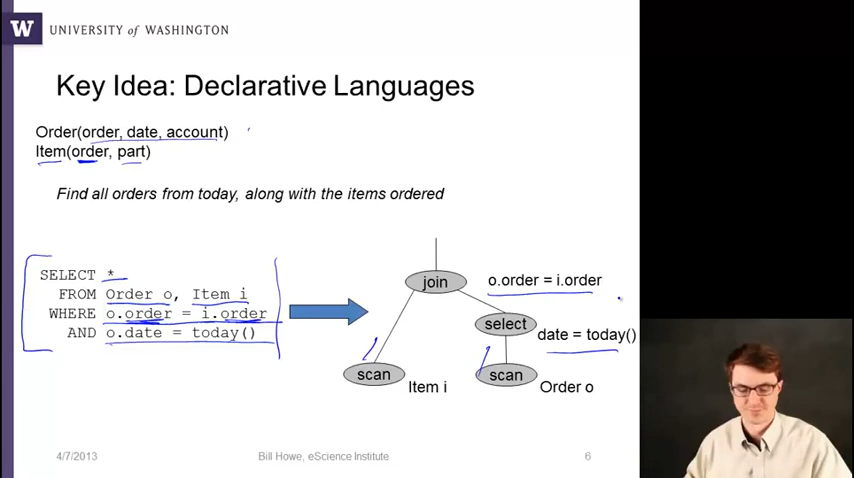 W UNIVERSITY of WASHINGTON
Key Idea: Declarative Languages
Order(order, date, account)
Item(order, part)
Find all orders from today, along with the items ordered
SELECT *
FROM Order o, Item i
WHERE o.order = i.order
AND o.date = today()
join
o.order = i.order
select
date = today()
scan
Item i
scan
Order o
4/7/2013
Bill Howe, eScience Institute
6